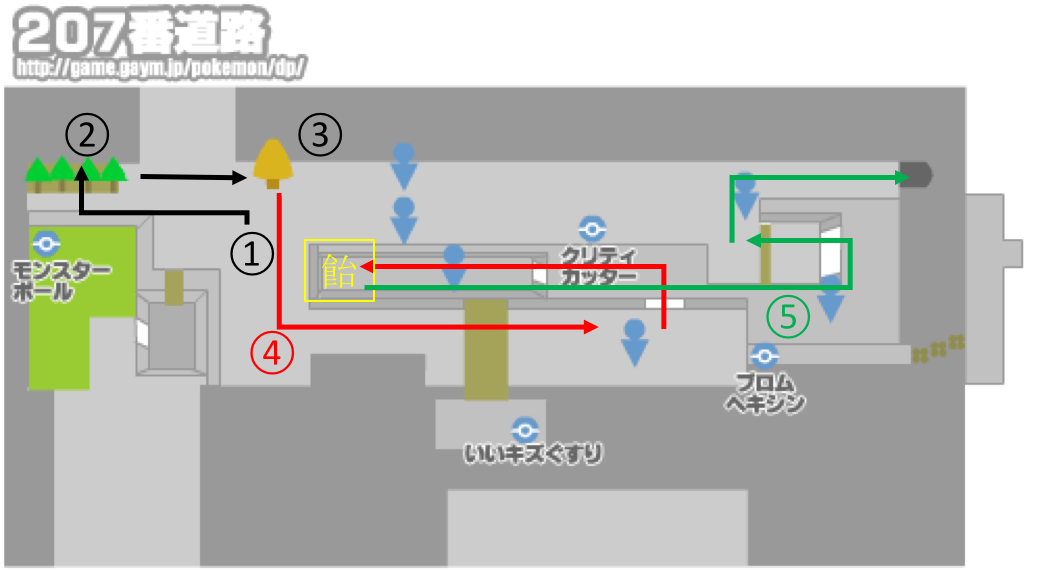 207番道路
http://game.gaym.jp/pokemon/dp/
②
③
①
モンスター
ボール
飴
クリティ
カッター
④
⑤
ブロム
ヘキシン
いいキズぐすり